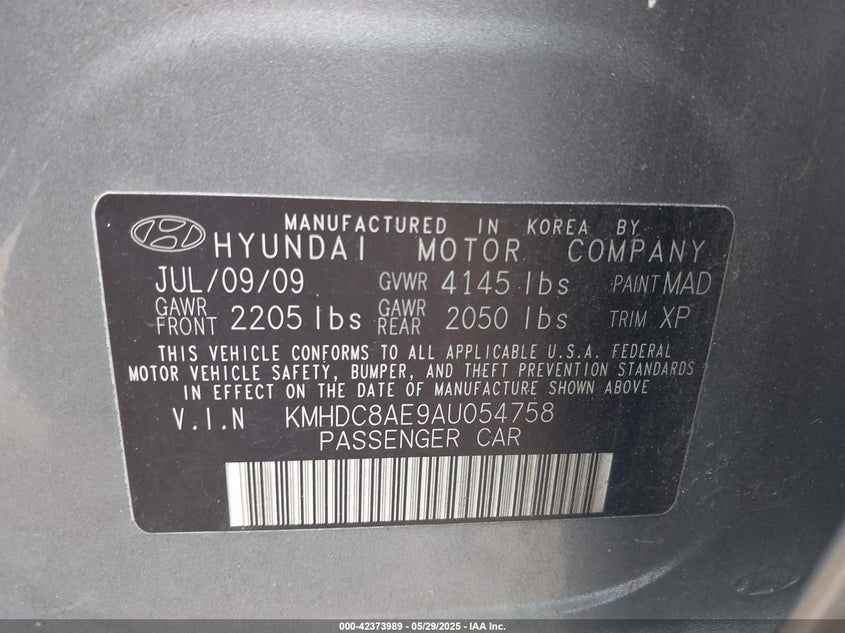 MANUFACTURED IN KOREA BY
HYUNDAI MOTOR COMPANY
JUL/09/09 GVWR 4145 lbs PAINT MAD
GAWR FRONT 2205 lbs GAWR REAR 2050 lbs TRIM XP
THIS VEHICLE CONFORMS TO ALL APPLICABLE U.S.A. FEDERAL
MOTOR VEHICLE SAFETY, BUMPER, AND THEFT PREVENTION STANDARDS
IN EFFECT ON THE DATE OF MANUFACTURE SHOWN ABOVE
V.I.N KMHDC8AE9AU054758
PASSENGER CAR
000-42373989 - 05/29/2025 - IAA Inc.